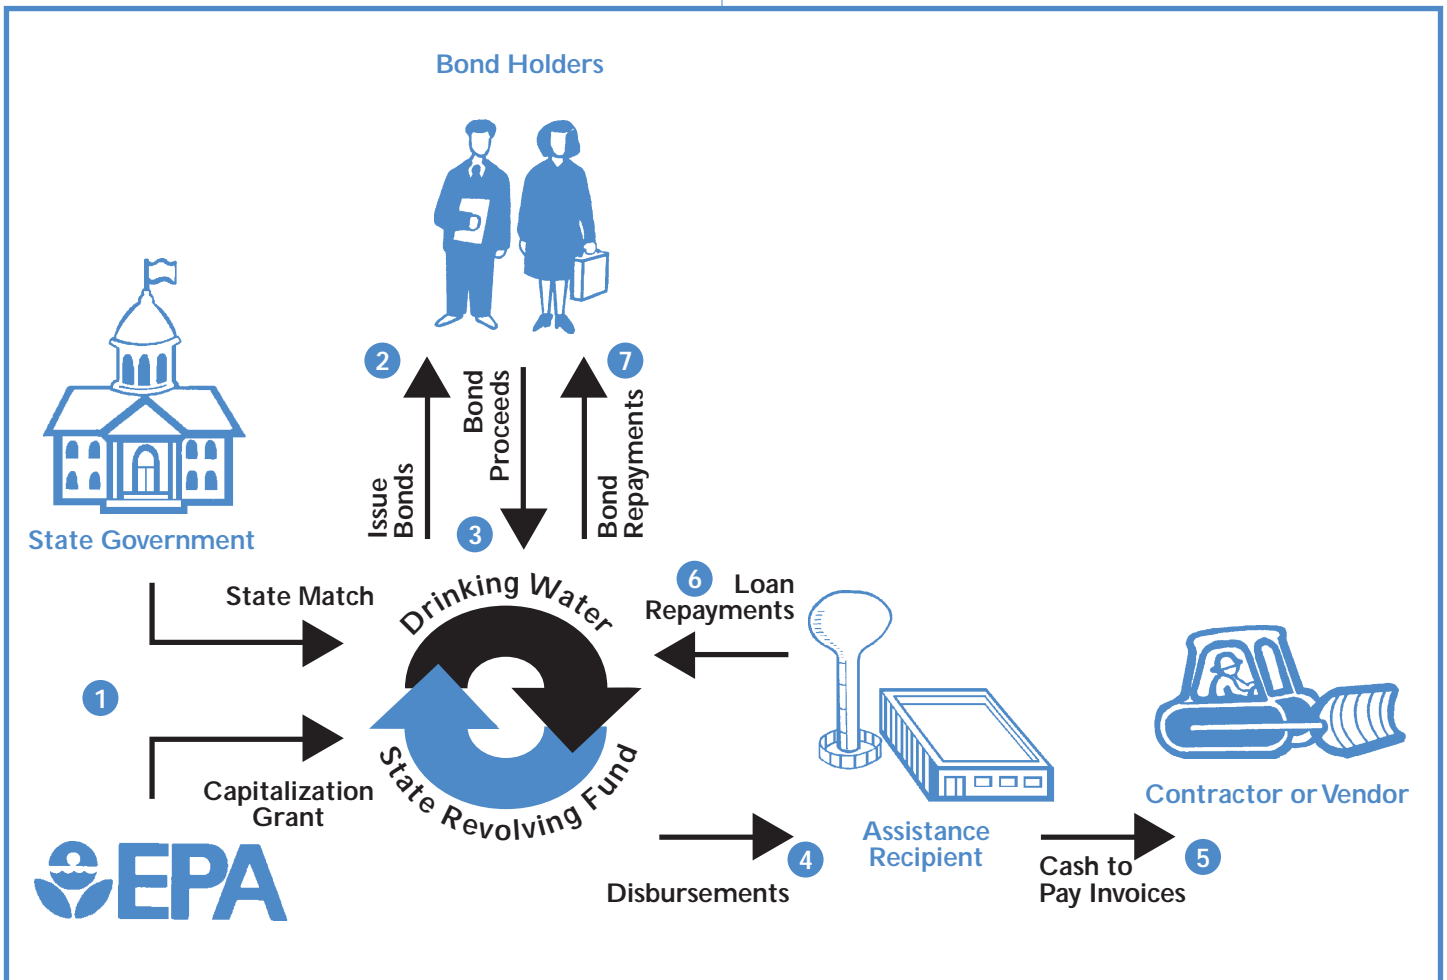 Bond Holders
2
7
Issue
Bonds
Bond
Proceeds
Bond
Repayments
3
State Government
State Match
Drinking Water
State Revolving Fund
6
Loan
Repayments
1
Capitalization
Grant
EPA
Disbursements
4
Assistance
Recipient
Cash to
Pay Invoices
5
Contractor or Vendor